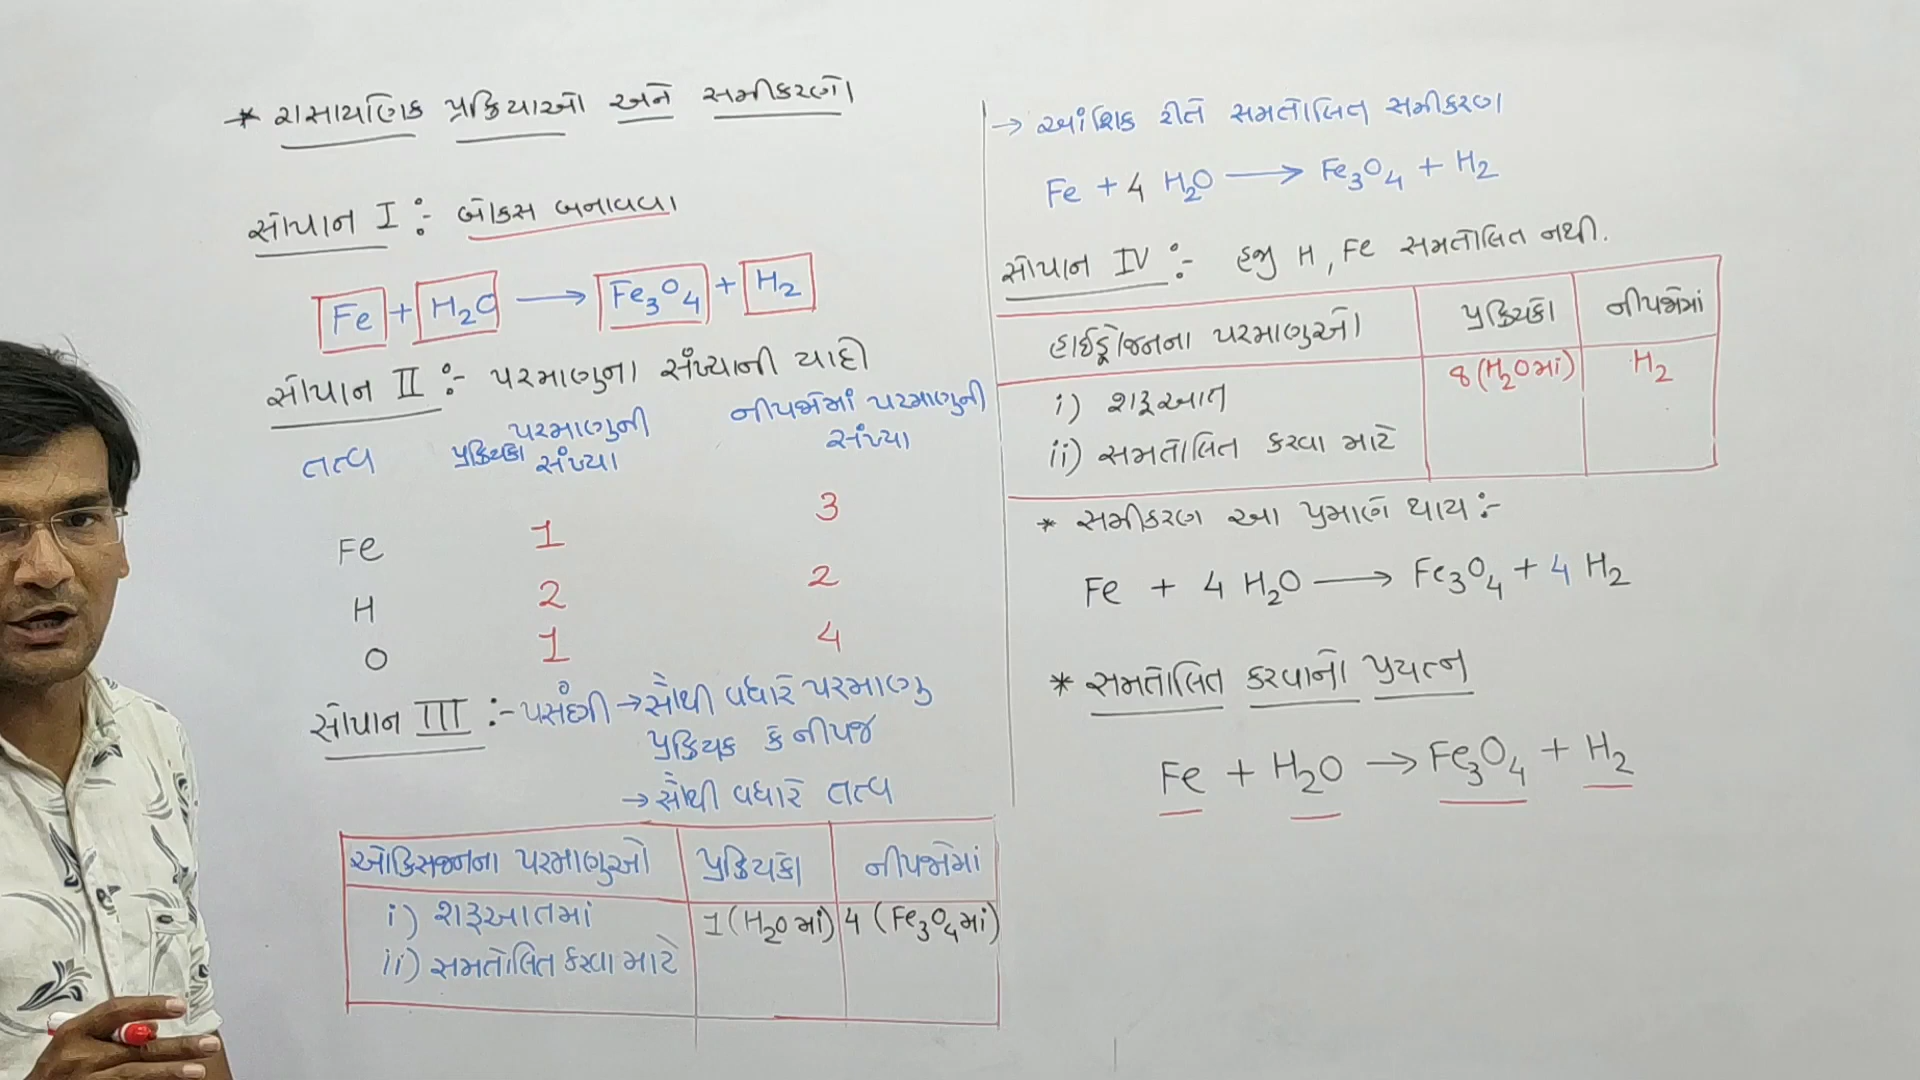 * રાસાયણિક પ્રક્રિયાઓ અને સમીકરણો
સોપાન I :- બોક્સ બનાવવા
Fe + H₂O → Fe₃O₄ + H₂
સોપાન II :- પરમાણુના સંખ્યાની યાદી
તત્વ પ્રક્રિયકો પરમાણુની સંખ્યા નીપજોમાં પરમાણુની સંખ્યા
Fe 1 3
H 2 2
O 1 4
સોપાન III :- પસંદગી → સૌથી વધારે પરમાણુ
પ્રક્રિયક કે નીપજ
→ સૌથી વધારે તત્વ
ઓક્સિજનના પરમાણુઓ પ્રક્રિયકો નીપજોમાં
i) શરૂઆતમાં 1 (H₂O માં) 4 (Fe₃O₄ માં)
ii) સમતોલિત કરવા માટે
→ આંશિક રીતે સમતોલિત સમીકરણ
Fe + 4 H₂O → Fe₃O₄ + H₂
સોપાન IV :- હજી H, Fe સમતોલિત નથી.
હાઈડ્રોજનના પરમાણુઓ પ્રક્રિયકો નીપજોમાં
i) શરૂઆત 8 (H₂O માં) H₂
ii) સમતોલિત કરવા માટે
* સમીકરણ આ પ્રમાણે થાય :-
Fe + 4 H₂O → Fe₃O₄ + 4 H₂
* સમતોલિત કરવાનો પ્રયત્ન
Fe + H₂O → Fe₃O₄ + H₂